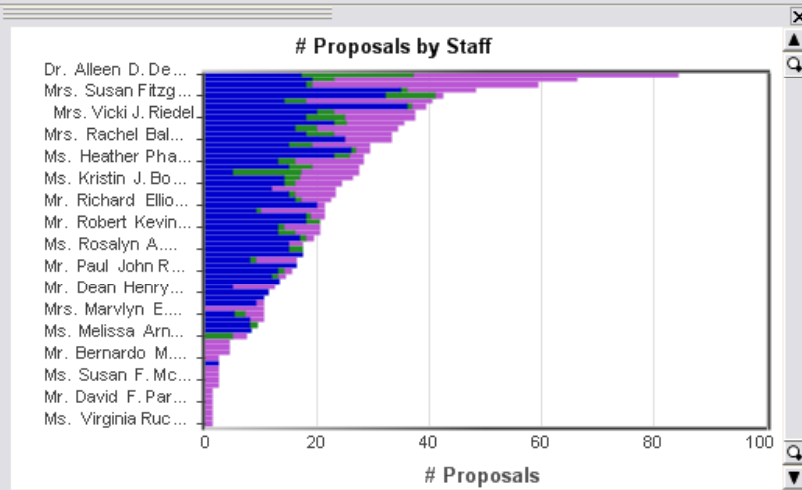 # Proposals by Staff
Dr. Alleen D. De...
Mrs. Susan Fitzg...
Mrs. Vicki J. Riedel
Mrs. Rachel Bal...
Ms. Heather Pha...
Ms. Kristin J. Bo...
Mr. Richard Ellio...
Mr. Robert Kevin...
Ms. Rosalyn A....
Mr. Paul John R...
Mr. Dean Henry...
Mrs. Marvlyn E....
Ms. Melissa Arn...
Mr. Bernardo M....
Ms. Susan F. Mc...
Mr. David F. Par...
Ms. Virginia Ruc...
0 20 40 60 80 100
# Proposals